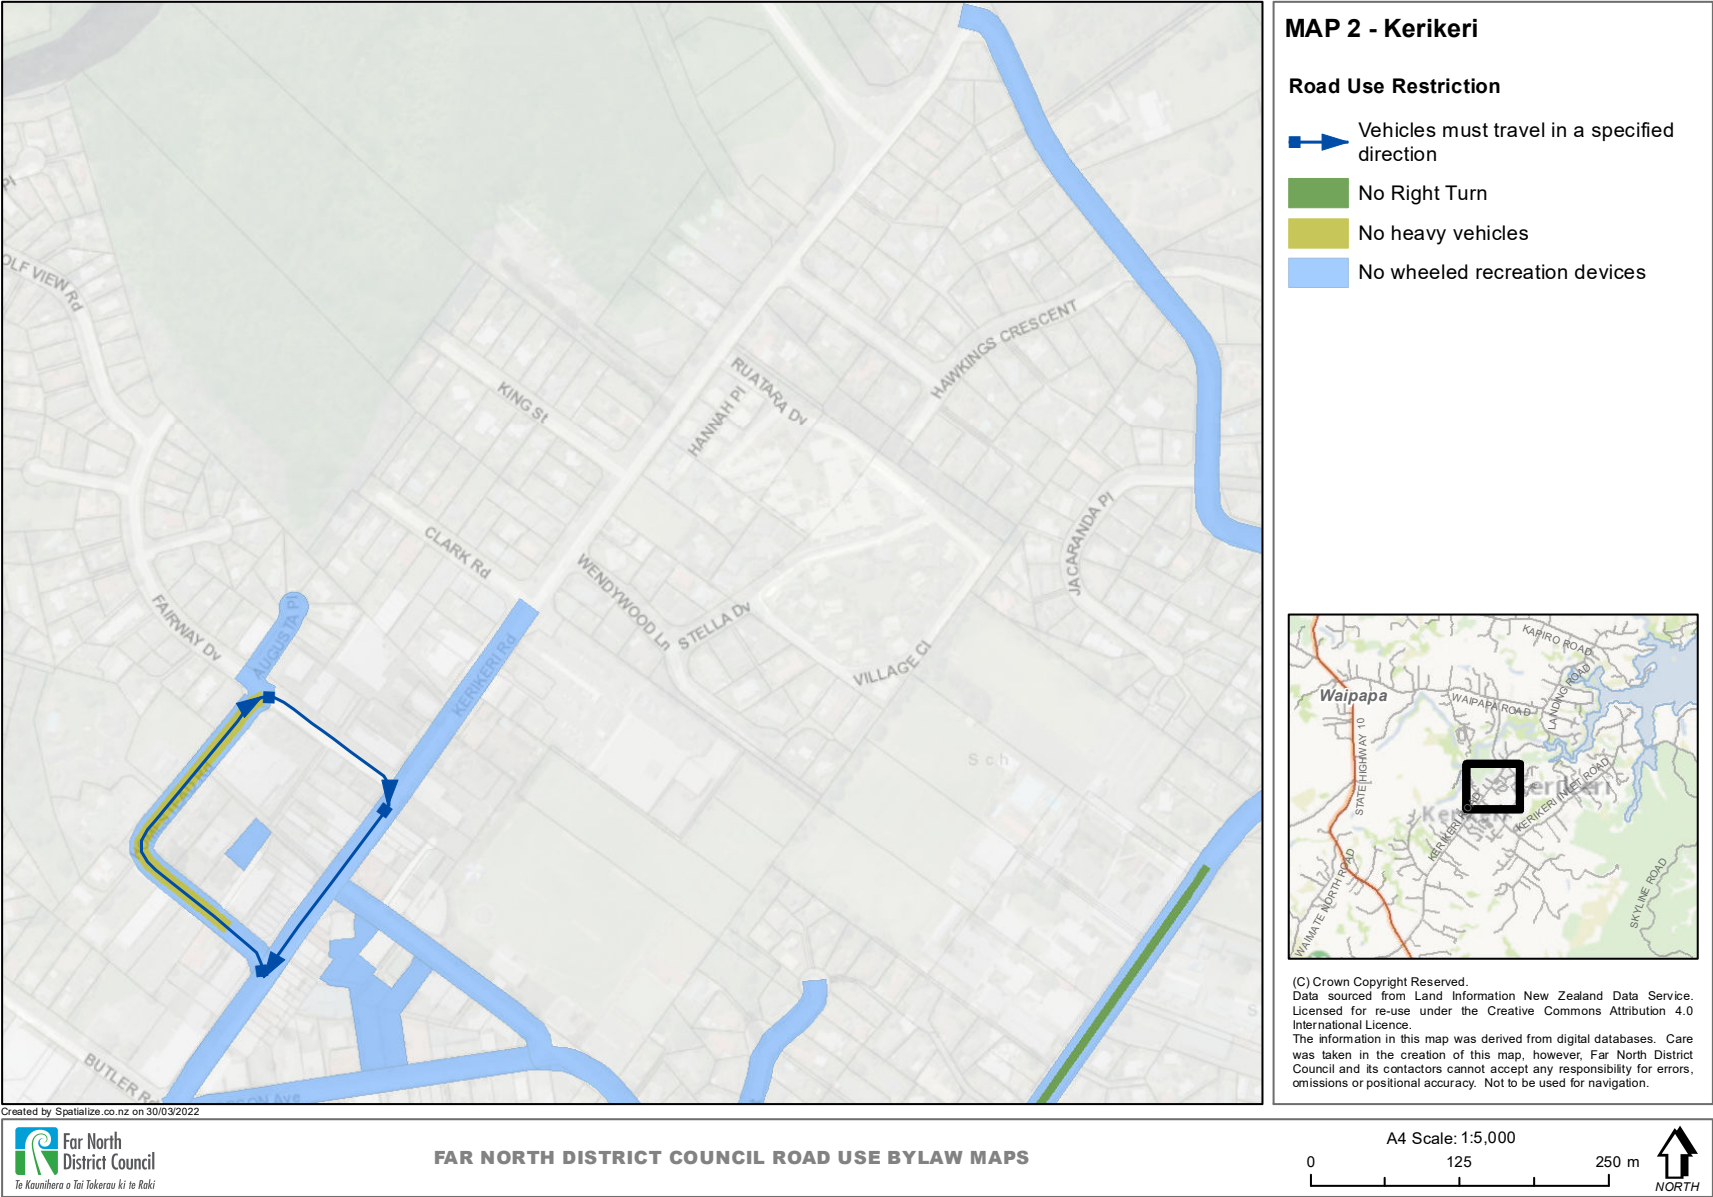 MAP 2 - Kerikeri
Road Use Restriction
Vehicles must travel in a specified
direction
No Right Turn
No heavy vehicles
No wheeled recreation devices
Pl
OLF VIEW Rd
KING St
RUATARA Dv
HANNAH Pl
HAWKINGS CRESCENT
CLARK Rd
WENDYWOOD Ln
STELLA Dv
VILLAGE Cl
JACARANDA Pl
FAIRWAY Dv
AUGUSTA Pl
KERIKERI Rd
Sch
S
BUTLER Rd
SON Ave
KAPIRO ROAD
Waipapa
WAIPAPA ROAD
LANDING ROAD
STATE HIGHWAY 10
KERIKERI ROAD
KERIKERI INLET ROAD
WAIMATE NORTH ROAD
SKYLINE ROAD
(C) Crown Copyright Reserved.
Data sourced from Land Information New Zealand Data Service.
Licensed for re-use under the Creative Commons Attribution 4.0
International Licence.
The information in this map was derived from digital databases. Care
was taken in the creation of this map, however, Far North District
Council and its contactors cannot accept any responsibility for errors,
omissions or positional accuracy. Not to be used for navigation.
Created by Spatialize.co.nz on 30/03/2022
Far North
District Council
Te Kaunihera o Tai Tokerau ki te Raki
FAR NORTH DISTRICT COUNCIL ROAD USE BYLAW MAPS
A4 Scale: 1:5,000
0 125 250 m
NORTH